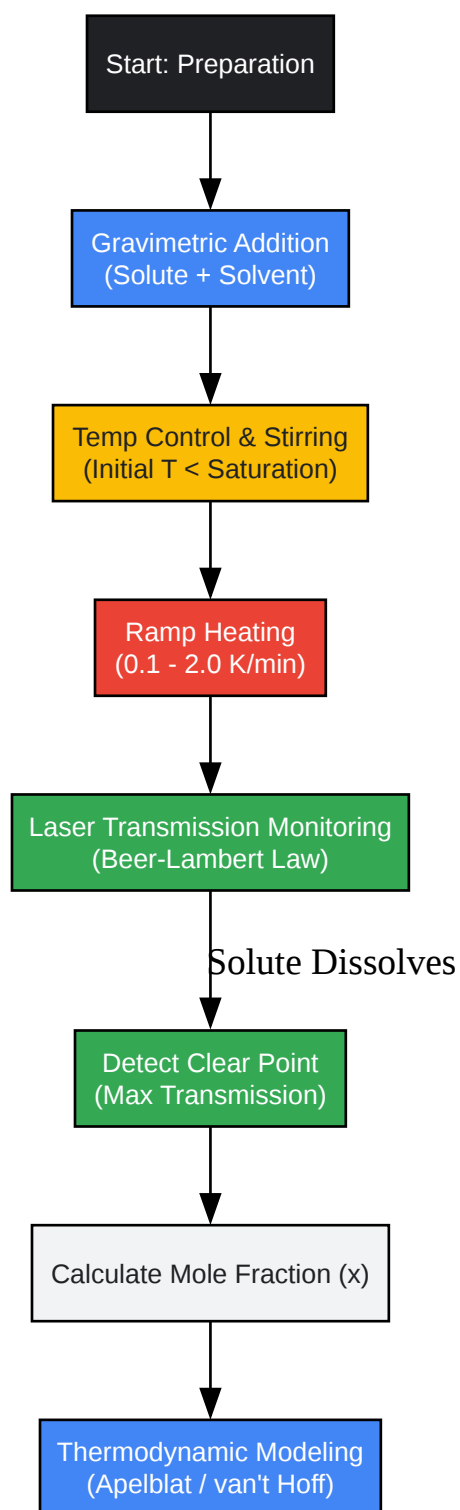 Start: Preparation
Gravimetric Addition
(Solute + Solvent)
Temp Control & Stirring
(Initial T < Saturation)
Ramp Heating
(0.1 - 2.0 K/min)
Laser Transmission Monitoring
(Beer-Lambert Law)
Solute Dissolves
Detect Clear Point
(Max Transmission)
Calculate Mole Fraction (x)
Thermodynamic Modeling
(Apelblat / van't Hoff)